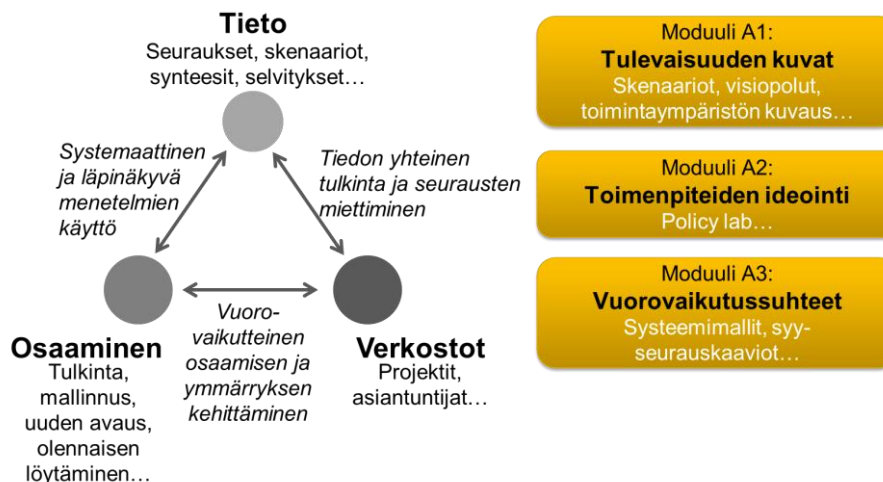 Tieto
Seuraukset, skenaariot,
synteesit, selvitykset…
Systemaattinen
ja läpinäkyvä
menetelmien
käyttö
Tiedon yhteinen
tulkinta ja seurausten
miettiminen
Osaaminen
Tulkinta,
mallinnus,
uuden avaus,
olennaisen
löytäminen…
Vuoro-
vaikutteinen
osaamisen ja
ymmärryksen
kehittäminen
Verkostot
Projektit,
asiantuntijat…
Moduuli A1:
Tulevaisuuden kuvat
Skenaariot, visiopolut,
toimintaympäristön kuvaus…
Moduuli A2:
Toimenpiteiden ideointi
Policy lab…
Moduuli A3:
Vuorovaikutussuhteet
Systeemimallit, syy-
seurauskaaviot…